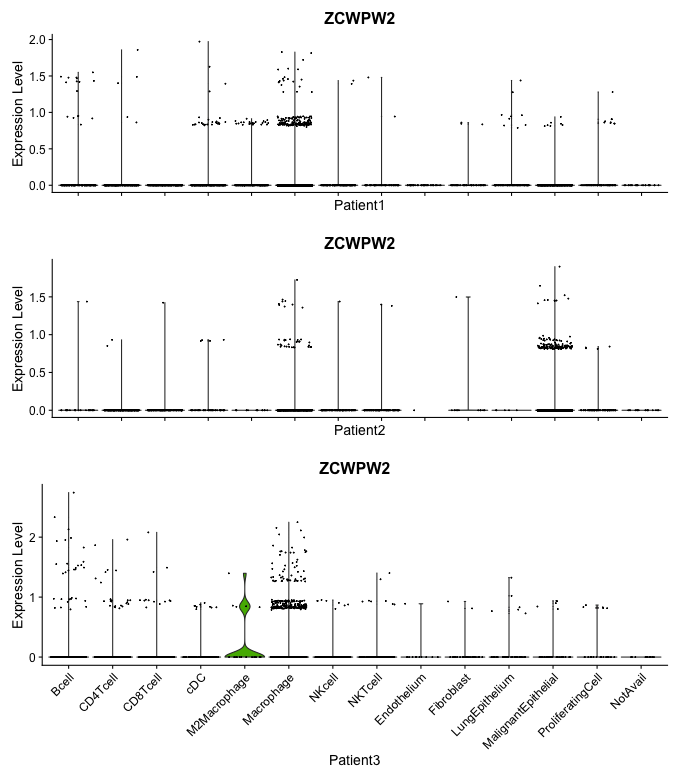 ZCWPW2
Expression Level
2.0
1.5
1.0
0.5
0.0
Patient1
ZCWPW2
Expression Level
1.5
1.0
0.5
0.0
Patient2
ZCWPW2
Expression Level
2
1
0
Bcell
CD4Tcell
CD8Tcell
cDC
M2Macrophage
Macrophage
NKcell
NKTcell
Endothelium
Fibroblast
LungEpithelium
MalignantEpithelial
ProliferatingCell
NotAvail
Patient3